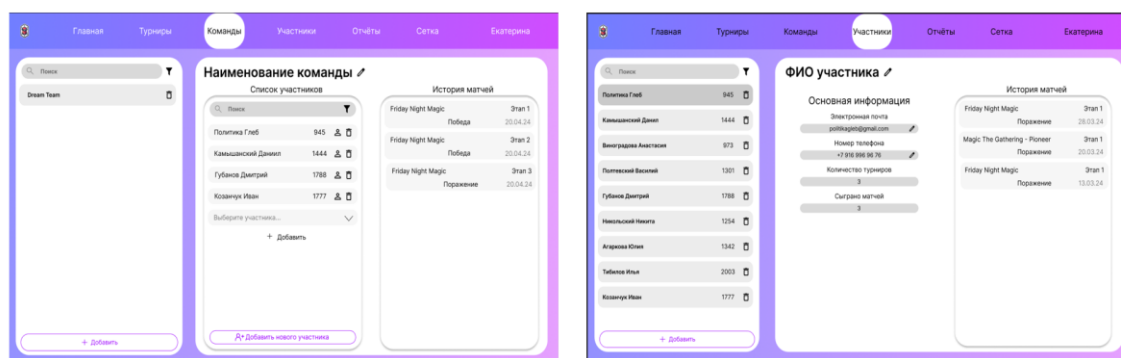 Главная Турниры Команды Участники Отчёты Сетка Екатерина
Поиск
Dream Team
+ Добавить
Наименование команды
Список участников
Поиск
Политика Глеб 945
Камышанский Даниил 1444
Губанов Дмитрий 1788
Козанчук Иван 1777
Выберете участника...
+ Добавить
Добавить нового участника
История матчей
Friday Night Magic Этап 1
Победа 20.04.24
Friday Night Magic Этап 2
Победа 20.04.24
Friday Night Magic Этап 3
Поражение 20.04.24
Главная Турниры Команды Участники Отчёты Сетка Екатерина
Поиск
Политика Глеб 945
Камышанский Данил 1444
Виноградова Анастасия 973
Полтевский Василий 1301
Губанов Дмитрий 1788
Никольский Никита 1254
Агаркова Юлия 1342
Тибилов Илья 2003
Козанчук Иван 1777
+ Добавить
ФИО участника
Основная информация
Электронная почта
politikagleb@gmail.com
Номер телефона
+7 916 996 96 76
Количество турниров
3
Сыграно матчей
3
История матчей
Friday Night Magic Этап 1
Поражение 28.03.24
Magic The Gathering - Pioneer Этап 1
Поражение 20.03.24
Friday Night Magic Этап 1
Поражение 13.03.24